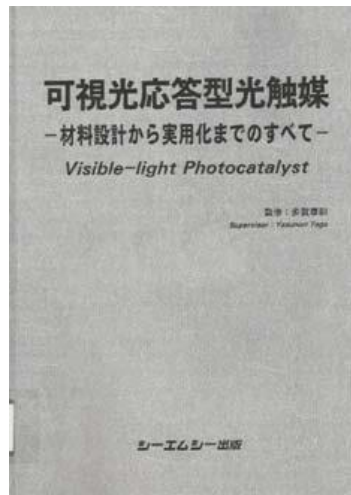 可視光応答型光触媒
－材料設計から実用化までのすべて－
Visible-light Photocatalyst
監修：多賀康訓
Supervisor : Yasunori Taga
シーエムシー出版